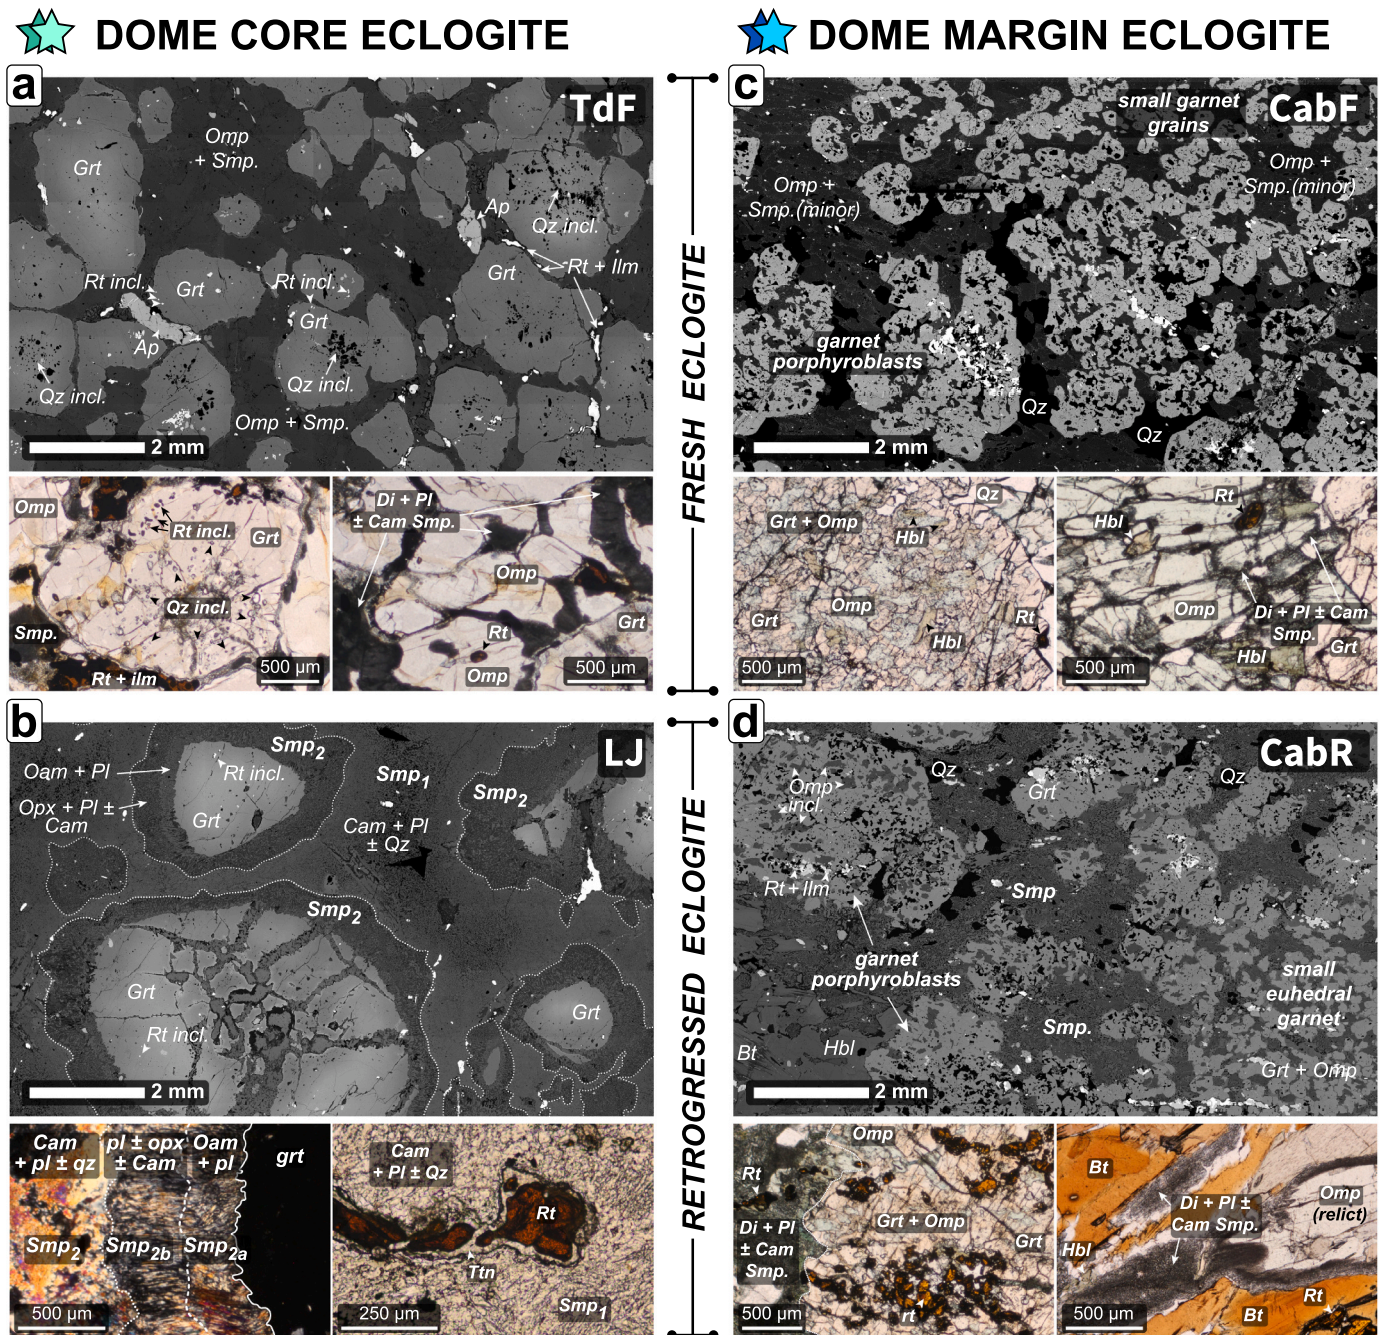 DOME CORE ECLOGITE
DOME MARGIN ECLOGITE
a
TdF
Omp
+ Smp.
Grt
Ap
Qz incl.
Rt + Ilm
Grt
Rt incl.
Grt
Rt incl.
Grt
Ap
Qz incl.
Qz incl.
Omp + Smp.
2 mm
Omp
Rt incl.
Grt
Qz incl.
Smp.
Rt + ilm
500 µm
Di + Pl
± Cam Smp.
Omp
Rt
Grt
Omp
500 µm
FRESH ECLOGITE
c
CabF
small garnet
grains
Omp +
Smp.(minor)
Omp +
Smp.(minor)
garnet
porphyroblasts
Qz
Qz
2 mm
Qz
Grt + Omp
Hbl
Omp
Grt
Rt
Hbl
500 µm
Rt
Hbl
Omp
Di + Pl ± Cam
Smp.
Grt
Hbl
500 µm
b
LJ
Smp2
Oam + Pl
Rt incl.
Smp1
Smp2
Opx + Pl ±
Cam
Grt
Cam + Pl
± Qz
Smp2
Grt
Grt
Rt incl.
2 mm
Cam
+ pl ± qz
pl ± opx
± Cam
Oam
+ pl
grt
Smp2
Smp2b
Smp2a
500 µm
Cam
+ Pl ± Qz
Rt
Ttn
Smp1
250 µm
RETROGRESSED ECLOGITE
d
CabR
Qz
Qz
Omp
incl.
Grt
Rt + Ilm
Smp
garnet
porphyroblasts
small
euhedral
garnet
Smp.
Bt
Hbl
Grt + Omp
2 mm
Omp
Rt
Di + Pl
± Cam
Smp.
Grt + Omp
Grt
rt
500 µm
Bt
Di + Pl ±
Cam Smp.
Omp
(relict)
Hbl
Rt
Bt
500 µm